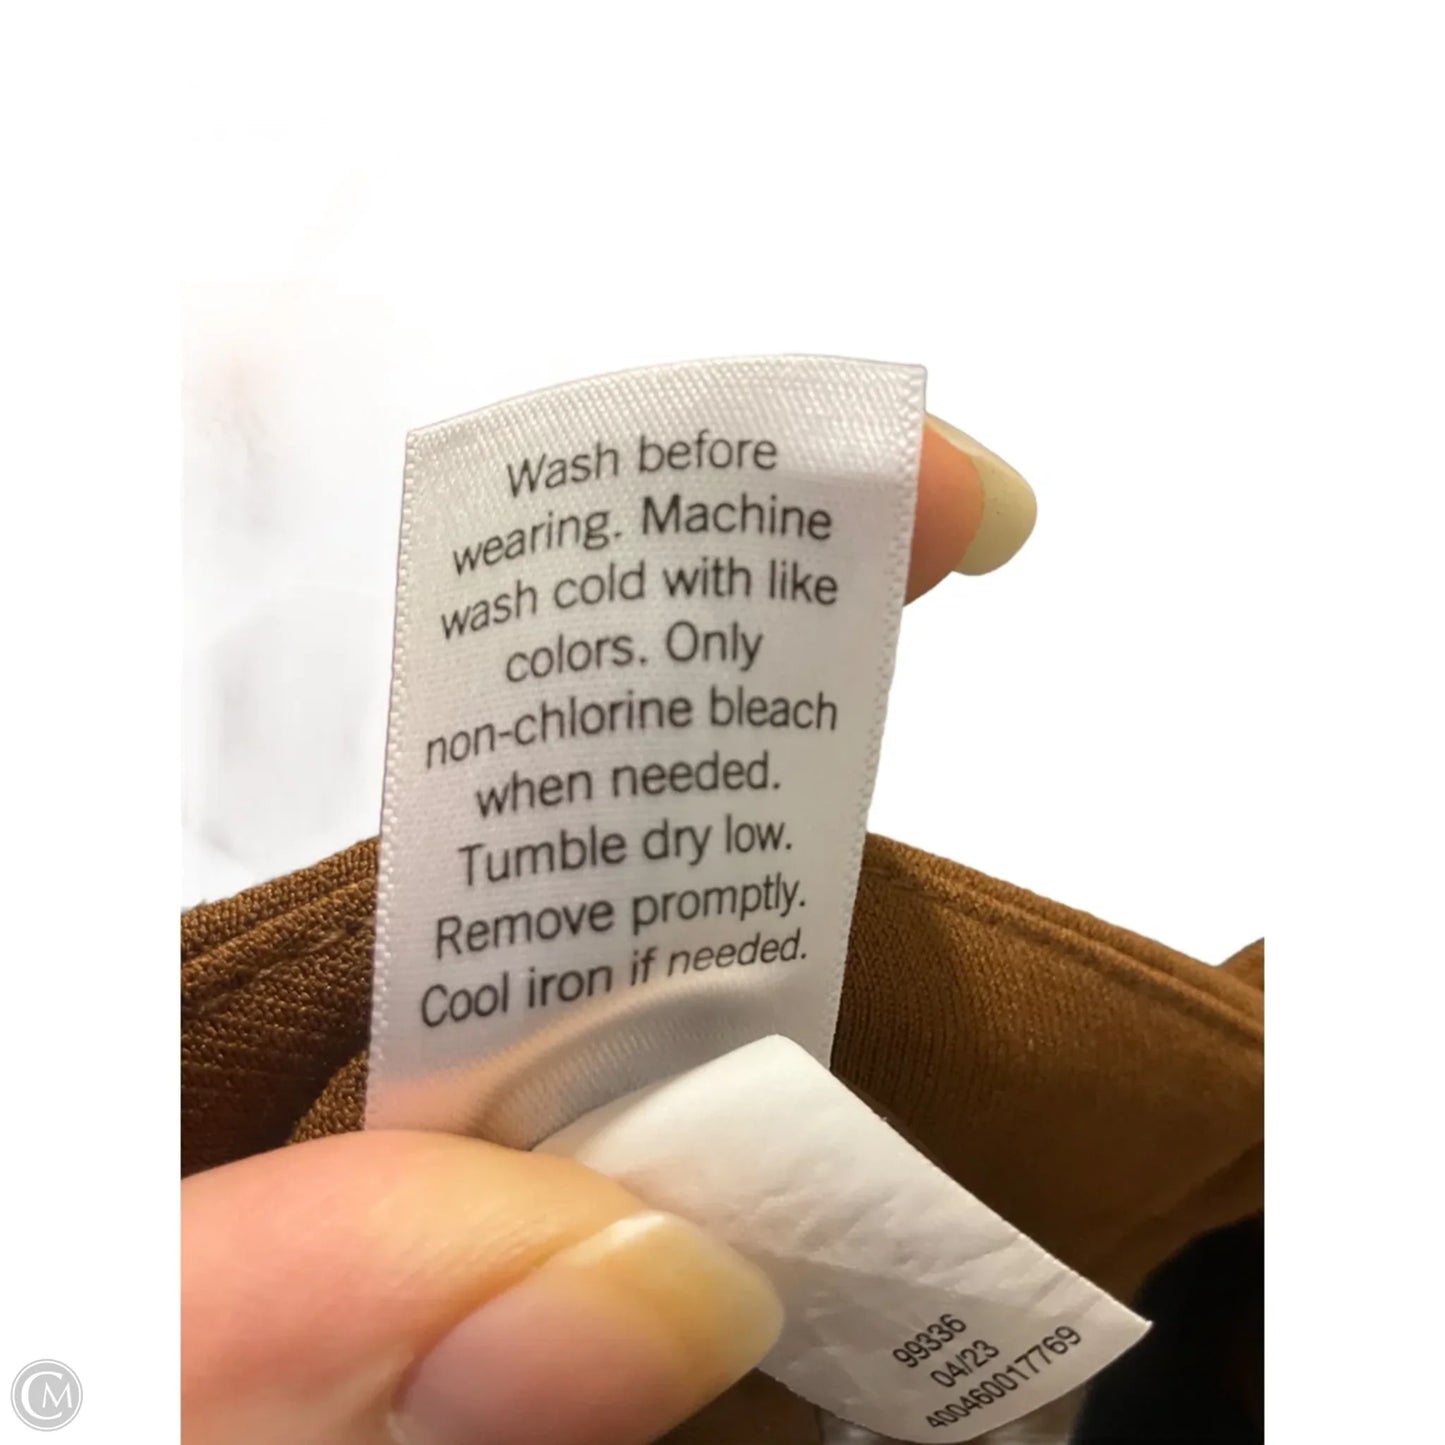 Wash before
wearing. Machine
wash cold with like
colors. Only
non-chlorine bleach
when needed.
Tumble dry low.
Remove promptly.
Cool iron if needed.
99336
04/23
400460017769
CM